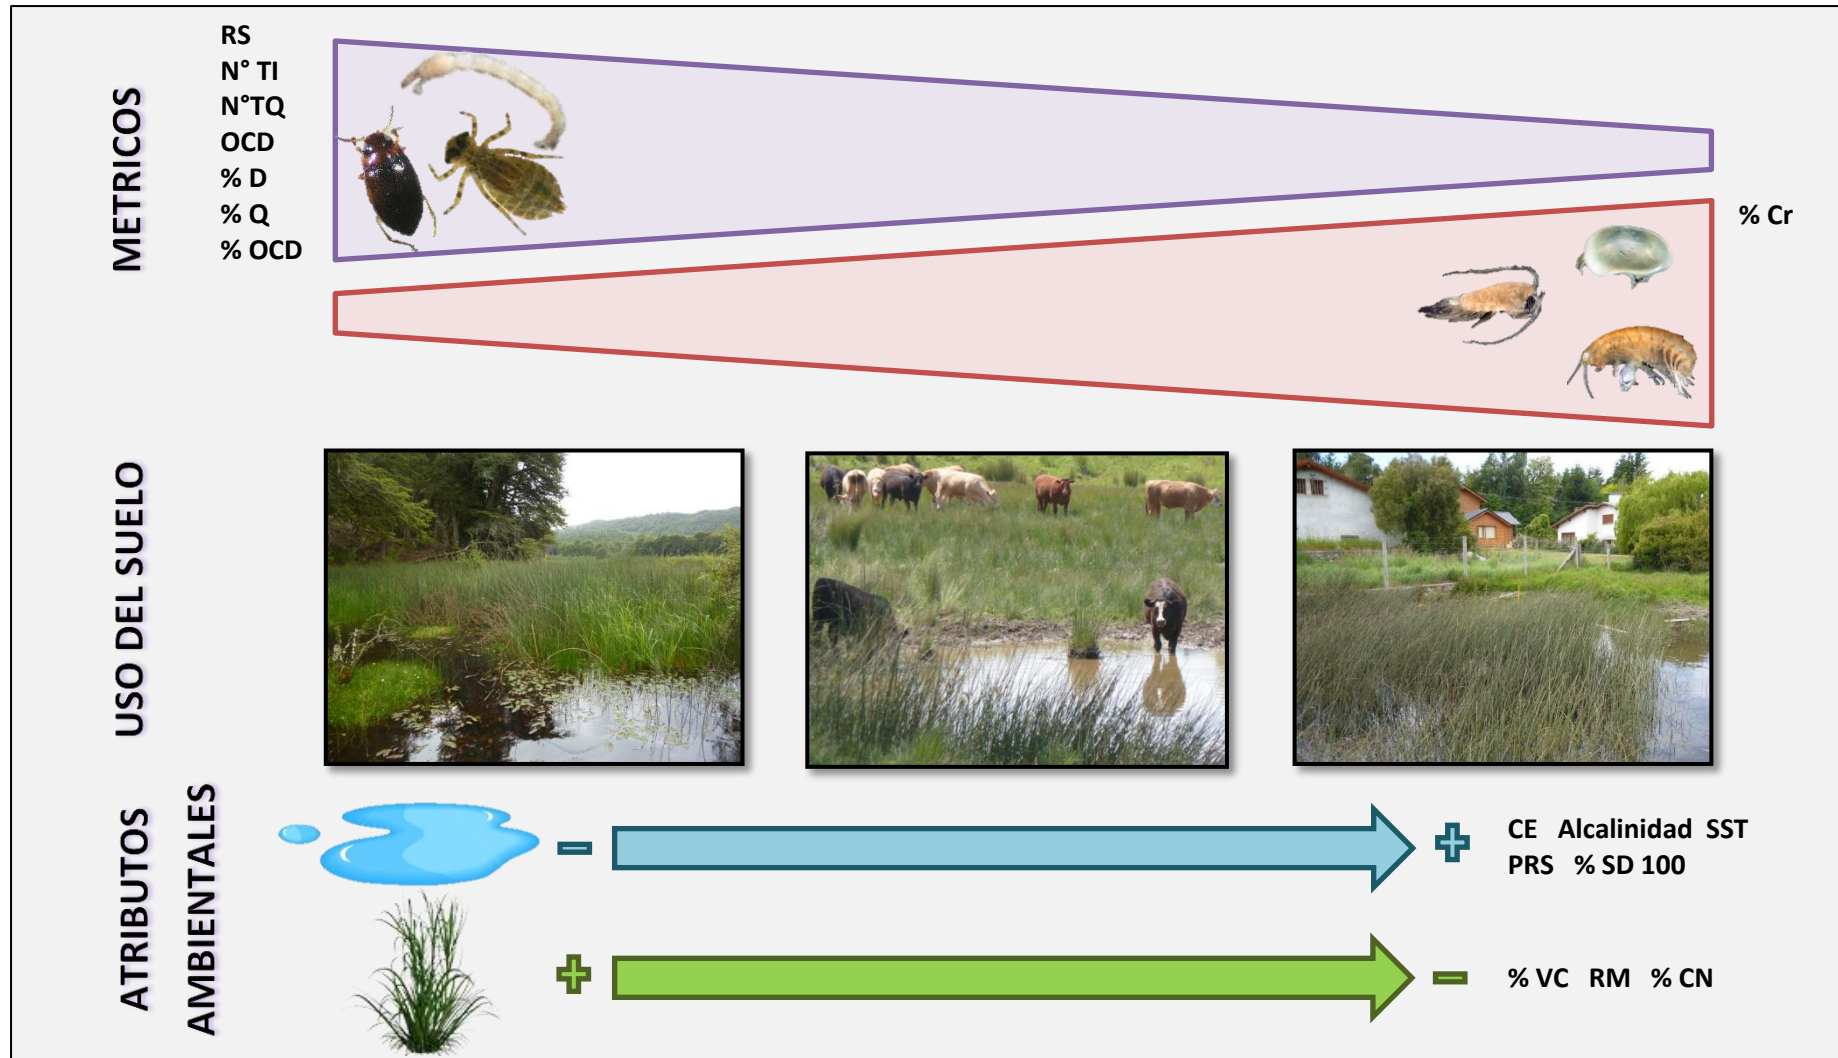 METRICOS
RS
N° TI
N°TQ
OCD
% D
% Q
% OCD
% Cr
USO DEL SUELO
ATRIBUTOS
AMBIENTALES
CE Alcalinidad SST
PRS % SD 100
% VC RM % CN